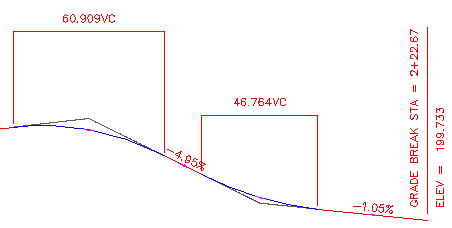 60.909VC
46.764VC
-4.95%
-1.05%
GRADE BREAK STA = 2+22.67
ELEV = 199.733